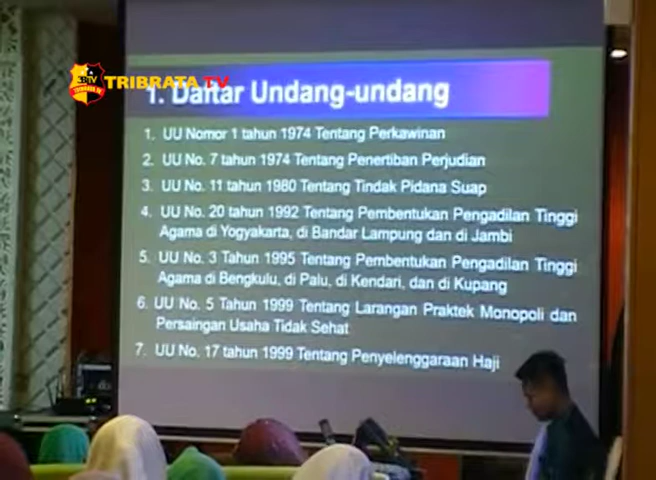 TRIBRATA TV
1. Daftar Undang-undang
1. UU Nomor 1 tahun 1974 Tentang Perkawinan
2. UU No. 7 tahun 1974 Tentang Penertiban Perjudian
3. UU No. 11 tahun 1980 Tentang Tindak Pidana Suap
4. UU No. 20 tahun 1992 Tentang Pembentukan Pengadilan Tinggi
Agama di Yogyakarta, di Bandar Lampung dan di Jambi
5. UU No. 3 Tahun 1995 Tentang Pembentukan Pengadilan Tinggi
Agama di Bengkulu, di Palu, di Kendari, dan di Kupang
6. UU No. 5 Tahun 1999 Tentang Larangan Praktek Monopoli dan
Persaingan Usaha Tidak Sehat
7. UU No. 17 tahun 1999 Tentang Penyelenggaraan Haji